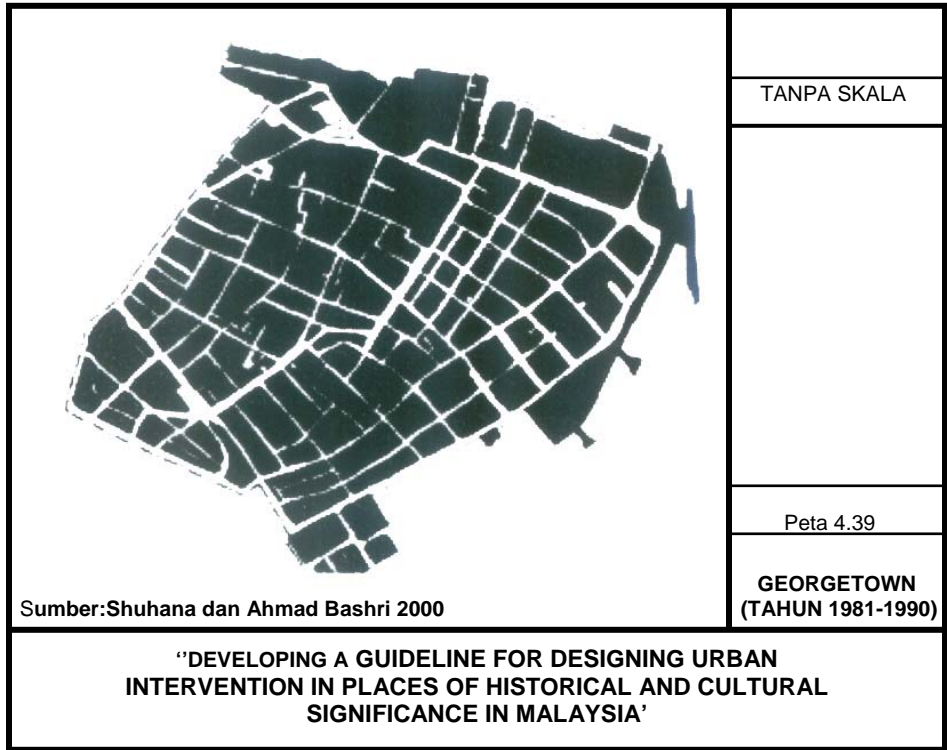 TANPA SKALA
Peta 4.39
GEORGETOWN
(TAHUN 1981-1990)
Sumber:Shuhana dan Ahmad Bashri 2000
‘’DEVELOPING A GUIDELINE FOR DESIGNING URBAN
INTERVENTION IN PLACES OF HISTORICAL AND CULTURAL
SIGNIFICANCE IN MALAYSIA’